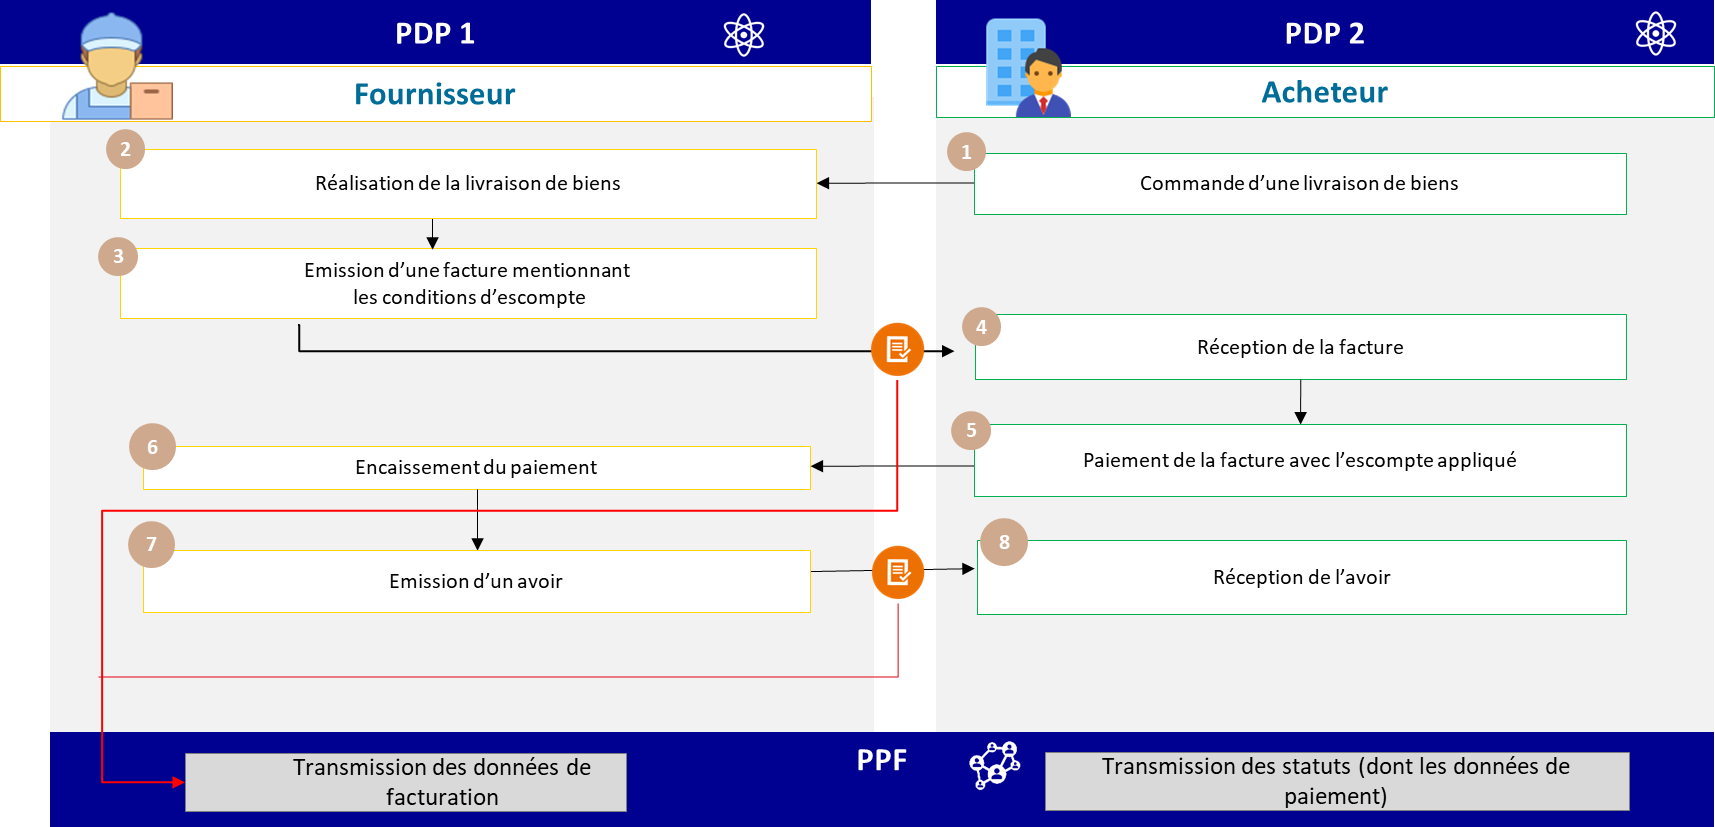 PDP 1
PDP 2
Fournisseur
Acheteur
2
Réalisation de la livraison de biens
1
Commande d’une livraison de biens
3
Emission d’une facture mentionnant
les conditions d’escompte
4
Réception de la facture
5
Paiement de la facture avec l’escompte appliqué
6
Encaissement du paiement
7
Emission d’un avoir
8
Réception de l’avoir
PPF
Transmission des données de
facturation
Transmission des statuts (dont les données de
paiement)